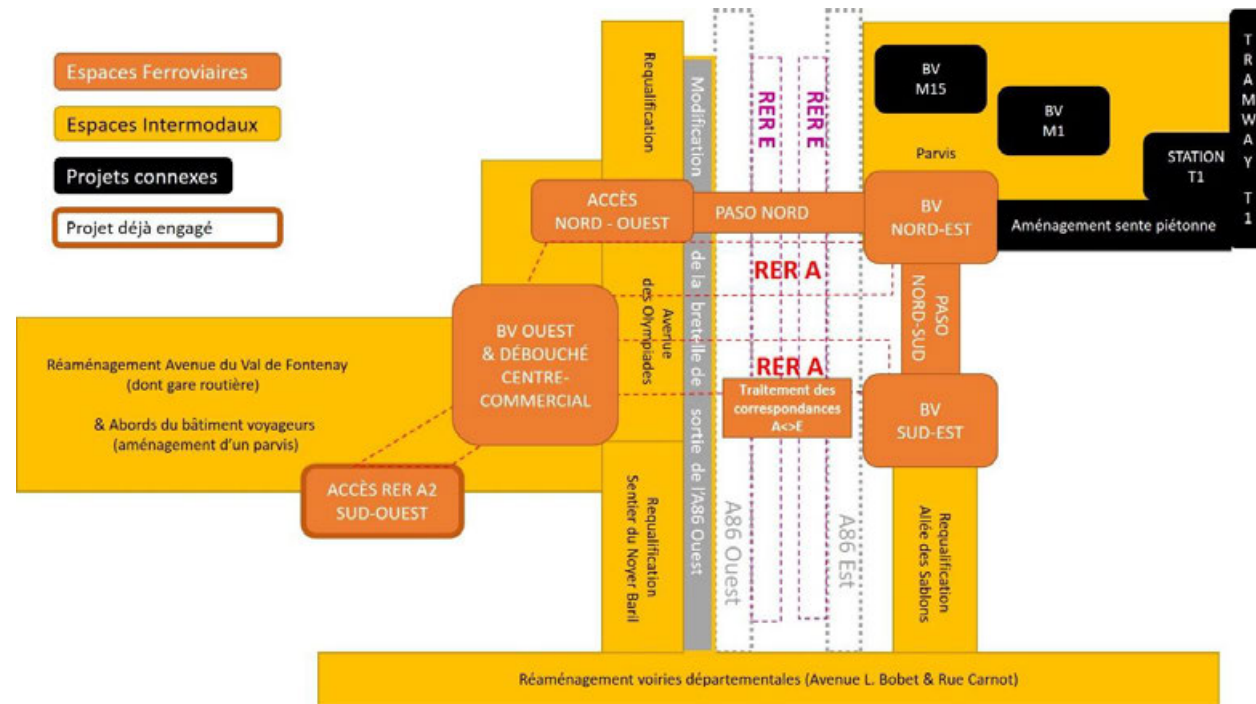 Espaces Ferroviaires
Espaces Intermodaux
Projets connexes
Projet déjà engagé
Requalification
Avenue
des Olympiades
Modification de la bretelle de sortie de l'A86 Ouest
RER E
RER E
BV
M15
BV
M1
Parvis
STATION
T1
TRAMWAY T1
ACCÈS
NORD - OUEST
PASO NORD
BV
NORD-EST
Aménagement sente piétonne
RER A
PASO
NORD-SUD
BV OUEST
& DÉBOUCHÉ
CENTRE-
COMMERCIAL
RER A
Traitement des
correspondances
A<>E
BV
SUD-EST
Réaménagement Avenue du Val de Fontenay
(dont gare routière)
& Abords du bâtiment voyageurs
(aménagement d'un parvis)
ACCÈS RER A2
SUD-OUEST
Requalification
Sentier du Noyer Baril
A86 Ouest
A86 Est
Requalification
Allée des Sablons
Réaménagement voiries départementales (Avenue L. Bobet & Rue Carnot)